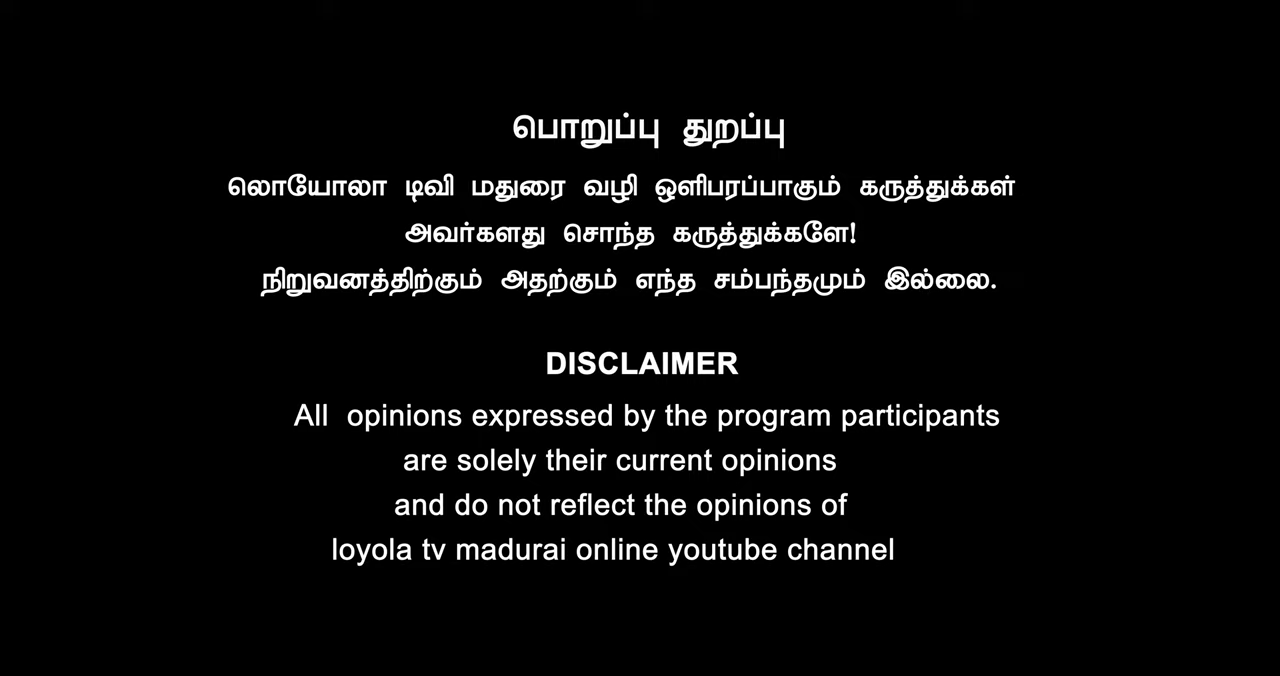 பொறுப்பு துறப்பு
லொயோலா டிவி மதுரை வழி ஒளிபரப்பாகும் கருத்துக்கள்
அவர்களது சொந்த கருத்துக்களே!
நிறுவனத்திற்கும் அதற்கும் எந்த சம்பந்தமும் இல்லை.
DISCLAIMER
All opinions expressed by the program participants
are solely their current opinions
and do not reflect the opinions of
loyola tv madurai online youtube channel